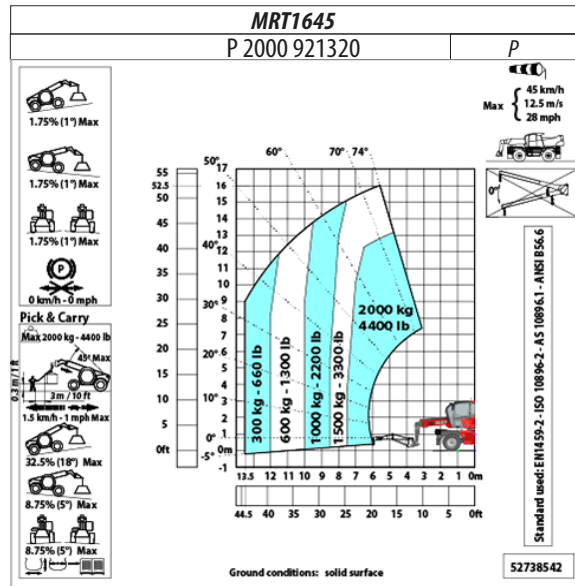 MRT1645
P 2000 921320
P
1.75% (1°) Max
1.75% (1°) Max
1.75% (1°) Max
P
0 km/h - 0 mph
Pick & Carry
Max 2000 kg - 4400 lb
45° Max
0.3 m / 1 ft
3 m / 10 ft
1.5 km/h - 1 mph Max
32.5% (18°) Max
8.75% (5°) Max
8.75% (5°) Max
Max
45 km/h
12.5 m/s
28 mph
0°
Standard used: EN1459-2 - ISO 10896-2 - AS 10896.1 - ANSI B56.6
55
52.5
50
45
40
35
30
25
20
15
10
5
0ft
17
16
15
14
13
12
11
10
9
8
7
6
5
4
3
2
1
0m
-1
74°
70°
60°
50°
40°
30°
20°
10°
0°
-5°
300 kg - 660 lb
600 kg - 1300 lb
1000 kg - 2200 lb
1500 kg - 3300 lb
2000 kg
4400 lb
13.5 12 11 10 9 8 7 6 5 4 3 2 1 0m
44.5 40 35 30 25 20 15 10 5 0ft
Ground conditions: solid surface
52738542